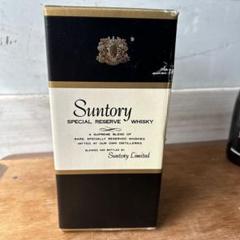 Suntory
SPECIAL RESERVE WHISKY
A SUPREME BLEND OF
RARE, SPECIALLY RESERVED WHISKIES
VATTED AT OUR OWN DISTILLERIES
BLENDED AND BOTTLED BY
Suntory Limited